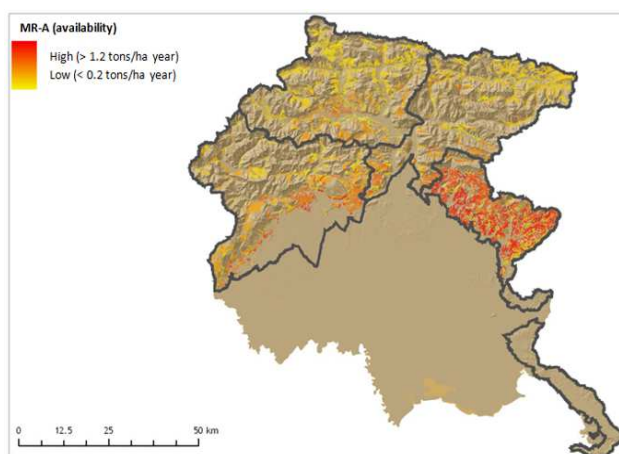 MR-A (availability)
High (> 1.2 tons/ha year)
Low (< 0.2 tons/ha year)
0 12.5 25 50 km